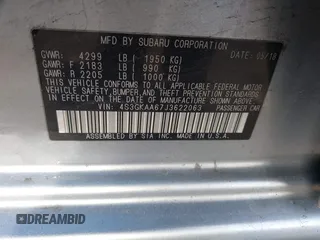 MFD. BY SUBARU CORPORATION
GVWR: 4299 LB ( 1950 KG) DATE: 05/18
GAWR: F 2183 LB ( 990 KG)
GAWR: R 2205 LB ( 1000 KG)
THIS VEHICLE CONFORMS TO ALL APPLICABLE FEDERAL MOTOR
VEHICLE SAFETY, BUMPER, AND THEFT PREVENTION STANDARDS
IN EFFECT ON THE DATE OF MANUFACTURE SHOWN ABOVE.
VIN: 4S3GKAA67J3622063 PASSENGER CAR
ASSEMBLED BY SIA INC. MADE IN U.S.A.
DEARBID